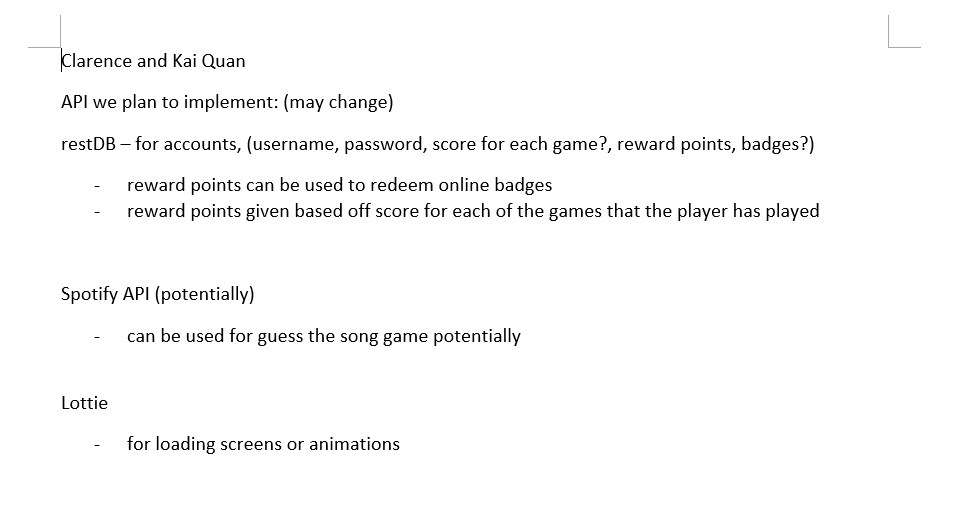 Clarence and Kai Quan
API we plan to implement: (may change)
restDB – for accounts, (username, password, score for each game?, reward points, badges?)
- reward points can be used to redeem online badges
- reward points given based off score for each of the games that the player has played
Spotify API (potentially)
- can be used for guess the song game potentially
Lottie
- for loading screens or animations